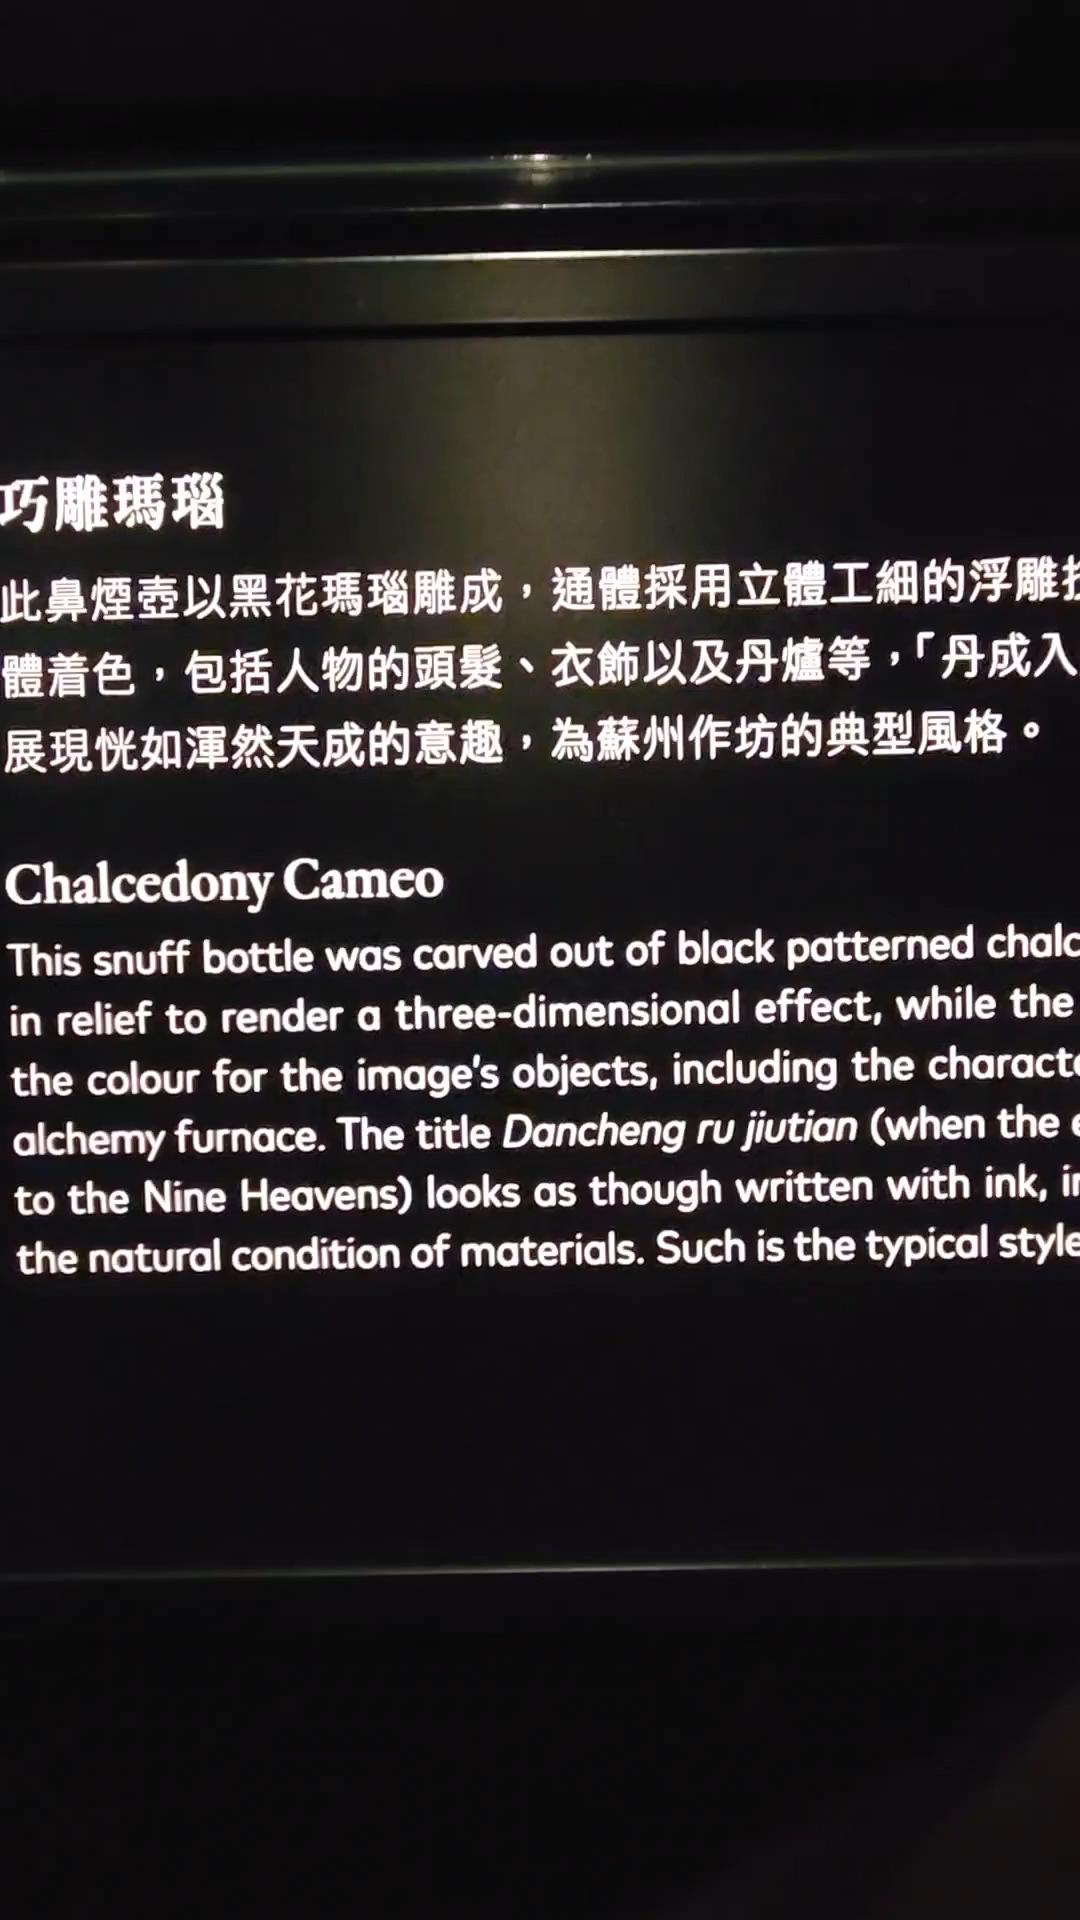 巧雕瑪瑙
此鼻煙壺以黑花瑪瑙雕成，通體採用立體工細的浮雕
體着色，包括人物的頭髮、衣飾以及丹爐等，「丹成入
展現恍如渾然天成的意趣，為蘇州作坊的典型風格。
Chalcedony Cameo
This snuff bottle was carved out of black patterned
in relief to render a three-dimensional effect, while the
the colour for the image's objects, including the
alchemy furnace. The title Dancheng ru jiutian (when the
to the Nine Heavens) looks as though written with ink,
the natural condition of materials. Such is the typical style